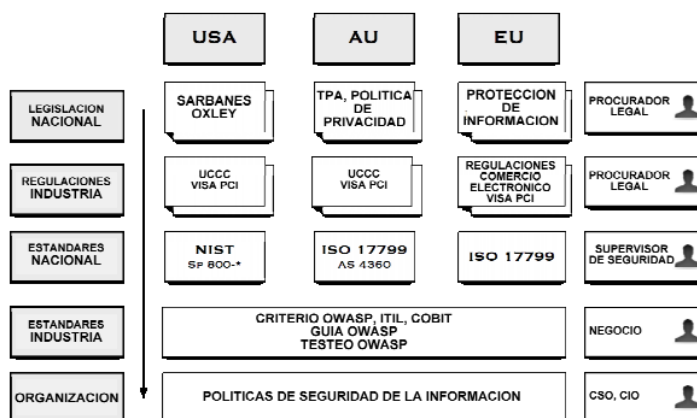 USA
AU
EU
LEGISLACION
NACIONAL
SARBANES
OXLEY
TPA, POLITICA
DE
PRIVACIDAD
PROTECCION
DE
INFORMACION
PROCURADOR
LEGAL
REGULACIONES
INDUSTRIA
UCCC
VISA PCI
UCCC
VISA PCI
REGULACIONES
COMERCIO
ELECTRONICO
VISA PCI
PROCURADOR
LEGAL
ESTANDARES
NACIONAL
NIST
SP 800-*
ISO 17799
AS 4360
ISO 17799
SUPERVISOR
DE SEGURIDAD
ESTANDARES
INDUSTRIA
CRITERIO OWASP, ITIL, COBIT
GUIA OWASP
TESTEO OWASP
NEGOCIO
ORGANIZACION
POLITICAS DE SEGURIDAD DE LA INFORMACION
CSO, CIO